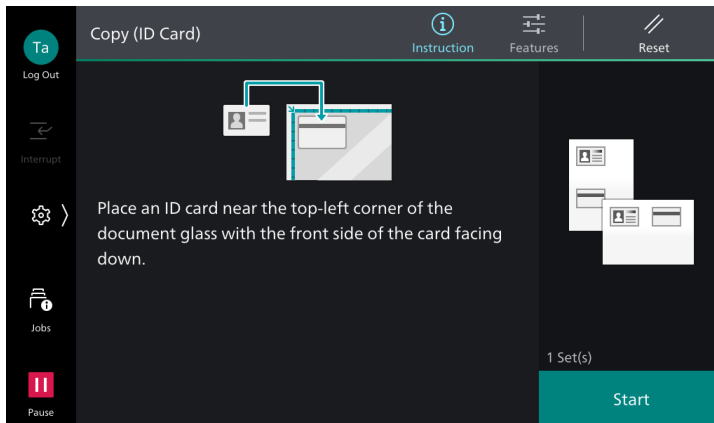 Ta
Log Out
Interrupt
Jobs
Pause
Copy (ID Card)
Instruction
Features
Reset
Place an ID card near the top-left corner of the
document glass with the front side of the card facing
down.
1 Set(s)
Start